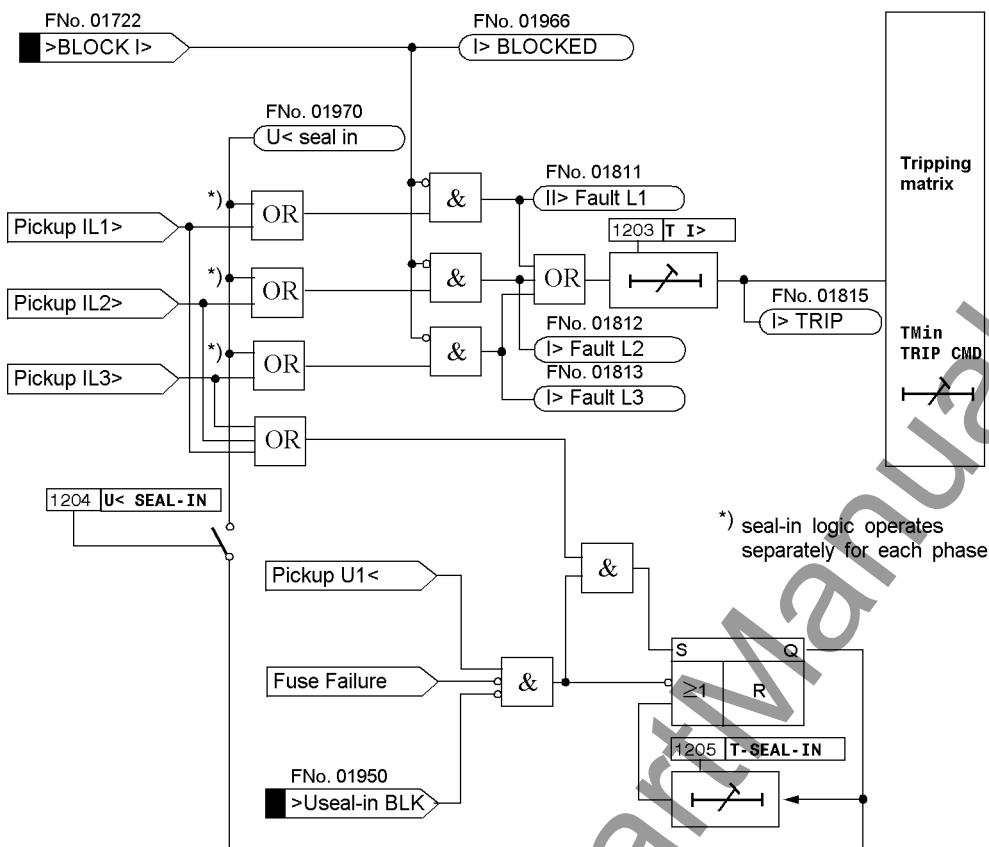 FNo. 01722
>BLOCK I>
FNo. 01966
I> BLOCKED
FNo. 01970
U< seal in
FNo. 01811
II> Fault L1
Tripping
matrix
*)
OR
&
Pickup IL1>
1203 T I>
*)
OR
&
OR
Pickup IL2>
FNo. 01815
I> TRIP
FNo. 01812
I> Fault L2
TMin
TRIP CMD
*)
OR
&
Pickup IL3>
FNo. 01813
I> Fault L3
OR
1204 U< SEAL-IN
*) seal-in logic operates
separately for each phase
Pickup U1<
&
S Q
Fuse Failure
&
≥1 R
1205 T-SEAL-IN
FNo. 01950
>Useal-in BLK